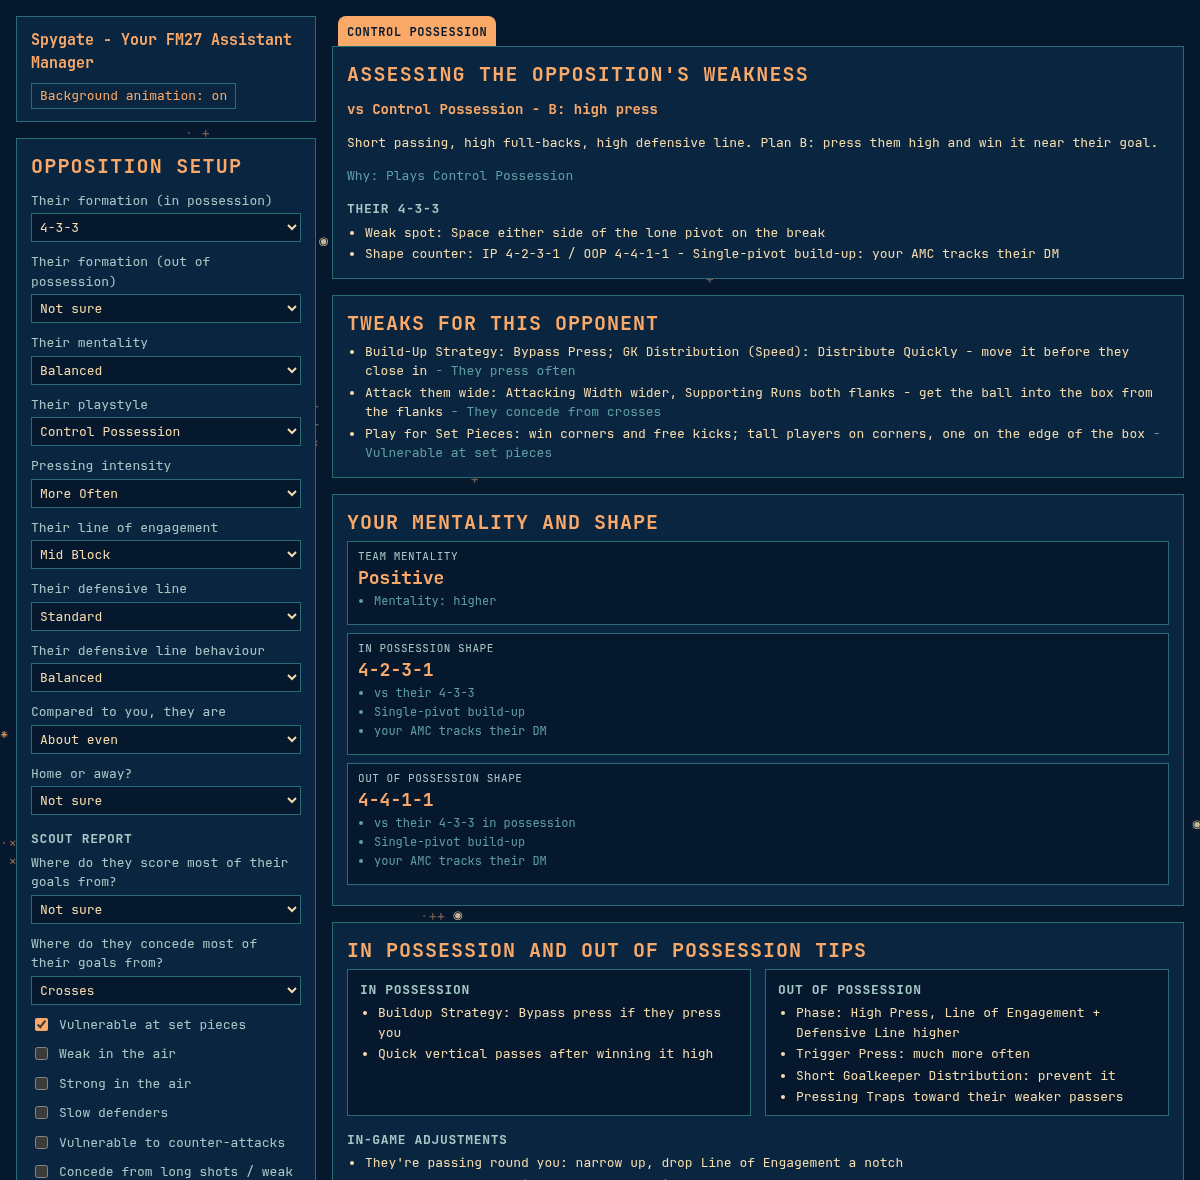 Spygate - Your FM27 Assistant
Manager
Background animation: on
OPPOSITION SETUP
Their formation (in possession)
4-3-3
Their formation (out of
possession)
Not sure
Their mentality
Balanced
Their playstyle
Control Possession
Pressing intensity
More Often
Their line of engagement
Mid Block
Their defensive line
Standard
Their defensive line behaviour
Balanced
Compared to you, they are
About even
Home or away?
Not sure
SCOUT REPORT
Where do they score most of their
goals from?
Not sure
Where do they concede most of
their goals from?
Crosses
Vulnerable at set pieces
Weak in the air
Strong in the air
Slow defenders
Vulnerable to counter-attacks
Concede from long shots / weak
CONTROL POSSESSION
ASSESSING THE OPPOSITION'S WEAKNESS
vs Control Possession - B: high press
Short passing, high full-backs, high defensive line. Plan B: press them high and win it near their goal.
Why: Plays Control Possession
THEIR 4-3-3
• Weak spot: Space either side of the lone pivot on the break
• Shape counter: IP 4-2-3-1 / OOP 4-4-1-1 - Single-pivot build-up: your AMC tracks their DM
TWEAKS FOR THIS OPPONENT
• Build-Up Strategy: Bypass Press; GK Distribution (Speed): Distribute Quickly - move it before they
close in - They press often
• Attack them wide: Attacking Width wider, Supporting Runs both flanks - get the ball into the box from
the flanks - They concede from crosses
• Play for Set Pieces: win corners and free kicks; tall players on corners, one on the edge of the box -
Vulnerable at set pieces
YOUR MENTALITY AND SHAPE
TEAM MENTALITY
Positive
• Mentality: higher
IN POSSESSION SHAPE
4-2-3-1
• vs their 4-3-3
• Single-pivot build-up
• your AMC tracks their DM
OUT OF POSSESSION SHAPE
4-4-1-1
• vs their 4-3-3 in possession
• Single-pivot build-up
• your AMC tracks their DM
IN POSSESSION AND OUT OF POSSESSION TIPS
IN POSSESSION
• Buildup Strategy: Bypass press if they press
you
• Quick vertical passes after winning it high
OUT OF POSSESSION
• Phase: High Press, Line of Engagement +
Defensive Line higher
• Trigger Press: much more often
• Short Goalkeeper Distribution: prevent it
• Pressing Traps toward their weaker passers
IN-GAME ADJUSTMENTS
• They're passing round you: narrow up, drop Line of Engagement a notch